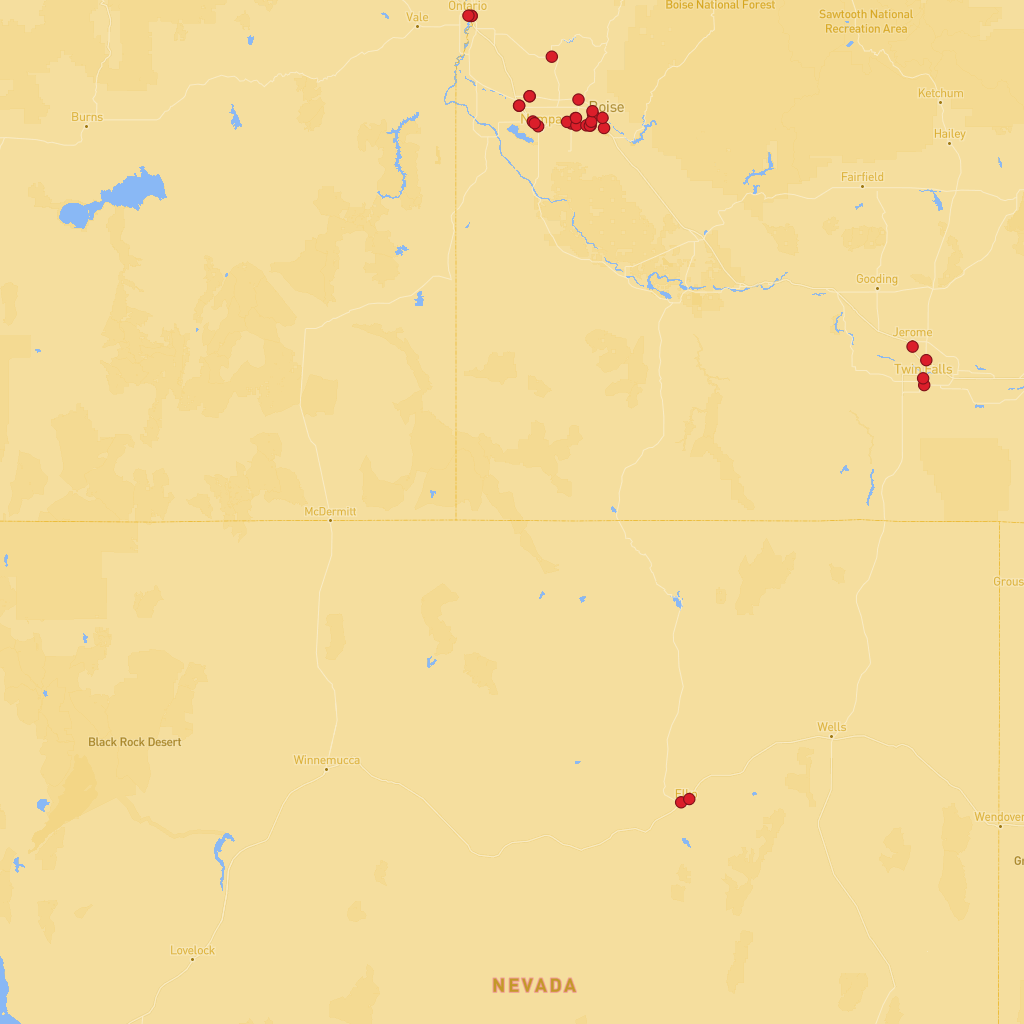 Ontario
Vale
Boise National Forest
Sawtooth National
Recreation Area
Ketchum
Burns
Boise
Nampa
Hailey
Fairfield
Gooding
Jerome
Twin Falls
McDermitt
Grous
Wells
Black Rock Desert
Winnemucca
Elko
Wendover
Gr
Lovelock
NEVADA